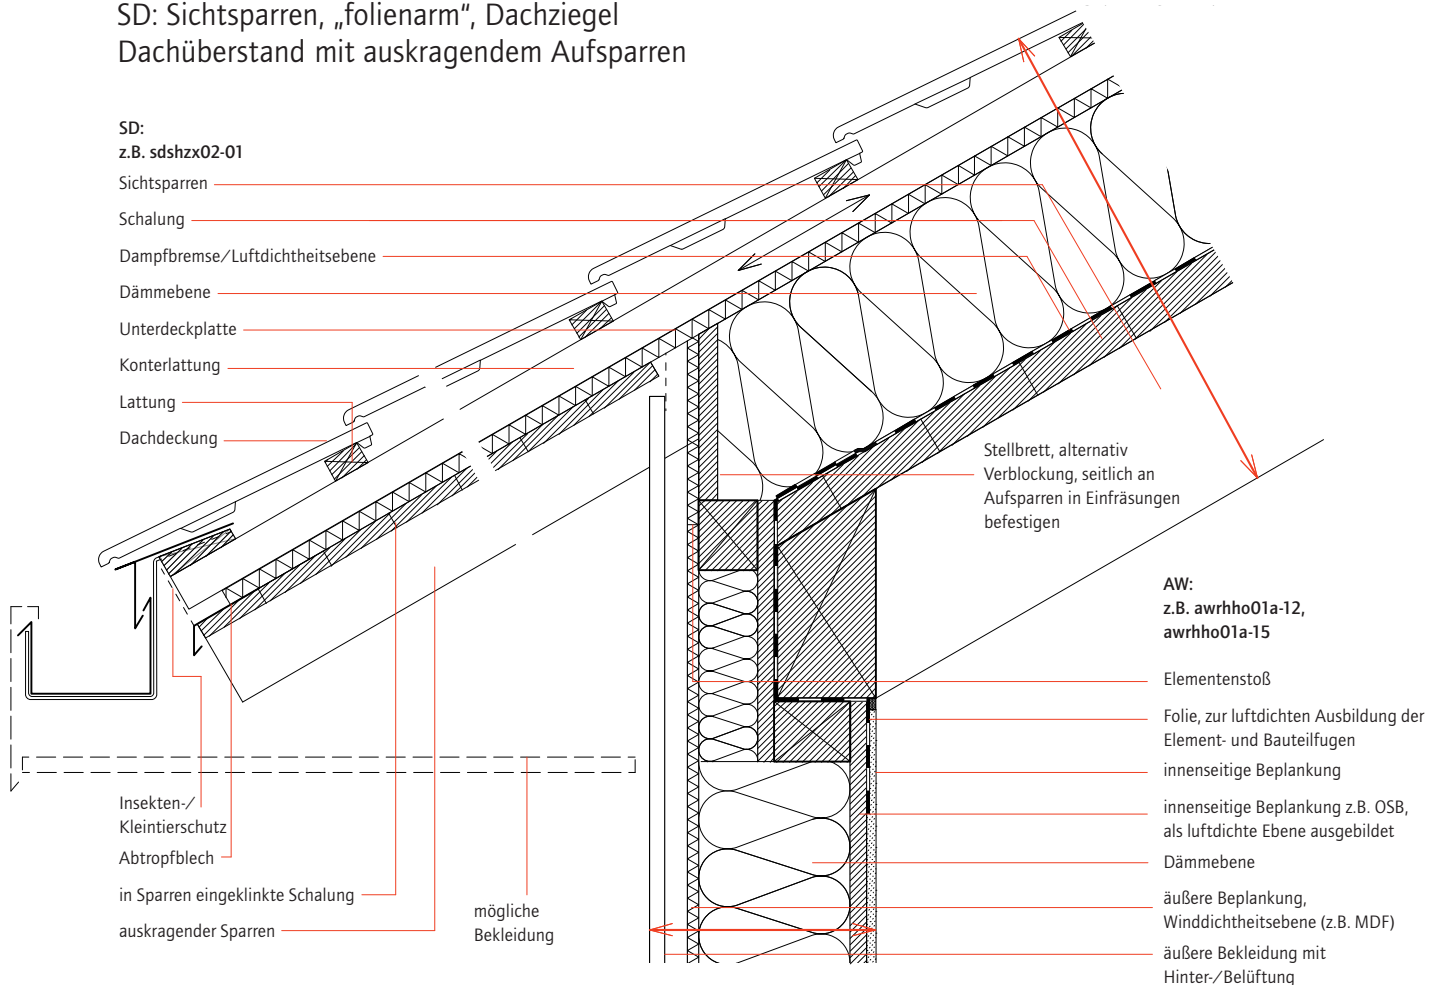 SD: Sichtsparren, „folienarm“, Dachziegel
Dachüberstand mit auskragendem Aufsparren
SD:
z.B. sdshzx02-01
Sichtsparren
Schalung
Dampfbremse/Luftdichtheitsebene
Dämmebene
Unterdeckplatte
Konterlattung
Lattung
Dachdeckung
Stellbrett, alternativ
Verblockung, seitlich an
Aufsparren in Einfräsungen
befestigen
AW:
z.B. awrhho01a-12,
awrhho01a-15
Elementenstoß
Folie, zur luftdichten Ausbildung der
Element- und Bauteilfugen
innenseitige Beplankung
innenseitige Beplankung z.B. OSB,
als luftdichte Ebene ausgebildet
Dämmebene
äußere Beplankung,
Winddichtheitsebene (z.B. MDF)
äußere Bekleidung mit
Hinter-/Belüftung
Insekten-/
Kleintierschutz
Abtropfblech
in Sparren eingeklinkte Schalung
auskragender Sparren
mögliche
Bekleidung